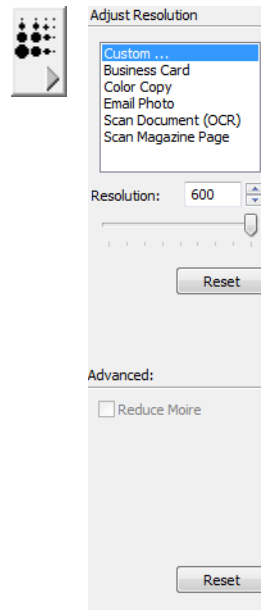 Adjust Resolution
Custom ...
Business Card
Color Copy
Email Photo
Scan Document (OCR)
Scan Magazine Page
Resolution: 600
Reset
Advanced:
Reduce Moire
Reset